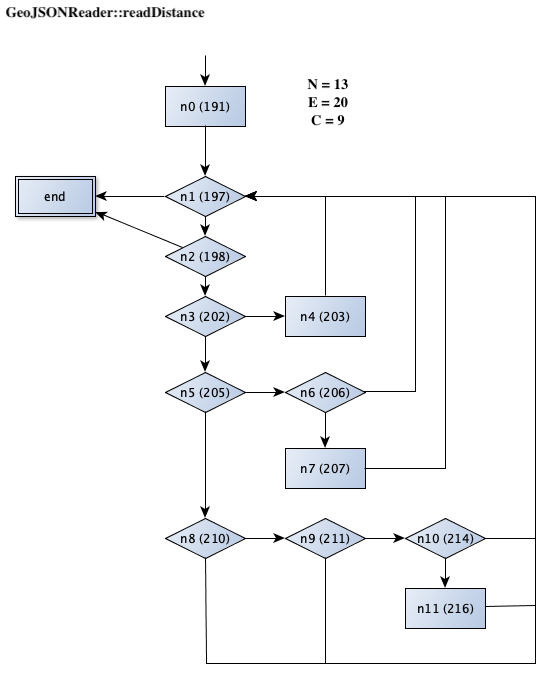 GeoJSONReader::readDistance
N = 13
E = 20
C = 9
n0 (191)
end
n1 (197)
n2 (198)
n3 (202)
n4 (203)
n5 (205)
n6 (206)
n7 (207)
n8 (210)
n9 (211)
n10 (214)
n11 (216)